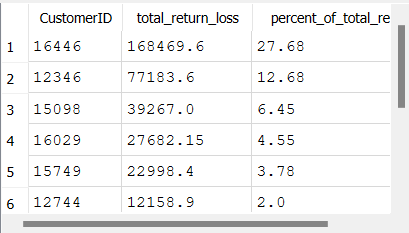 CustomerID total_return_loss percent_of_total_re
1 16446 168469.6 27.68
2 12346 77183.6 12.68
3 15098 39267.0 6.45
4 16029 27682.15 4.55
5 15749 22998.4 3.78
6 12744 12158.9 2.0